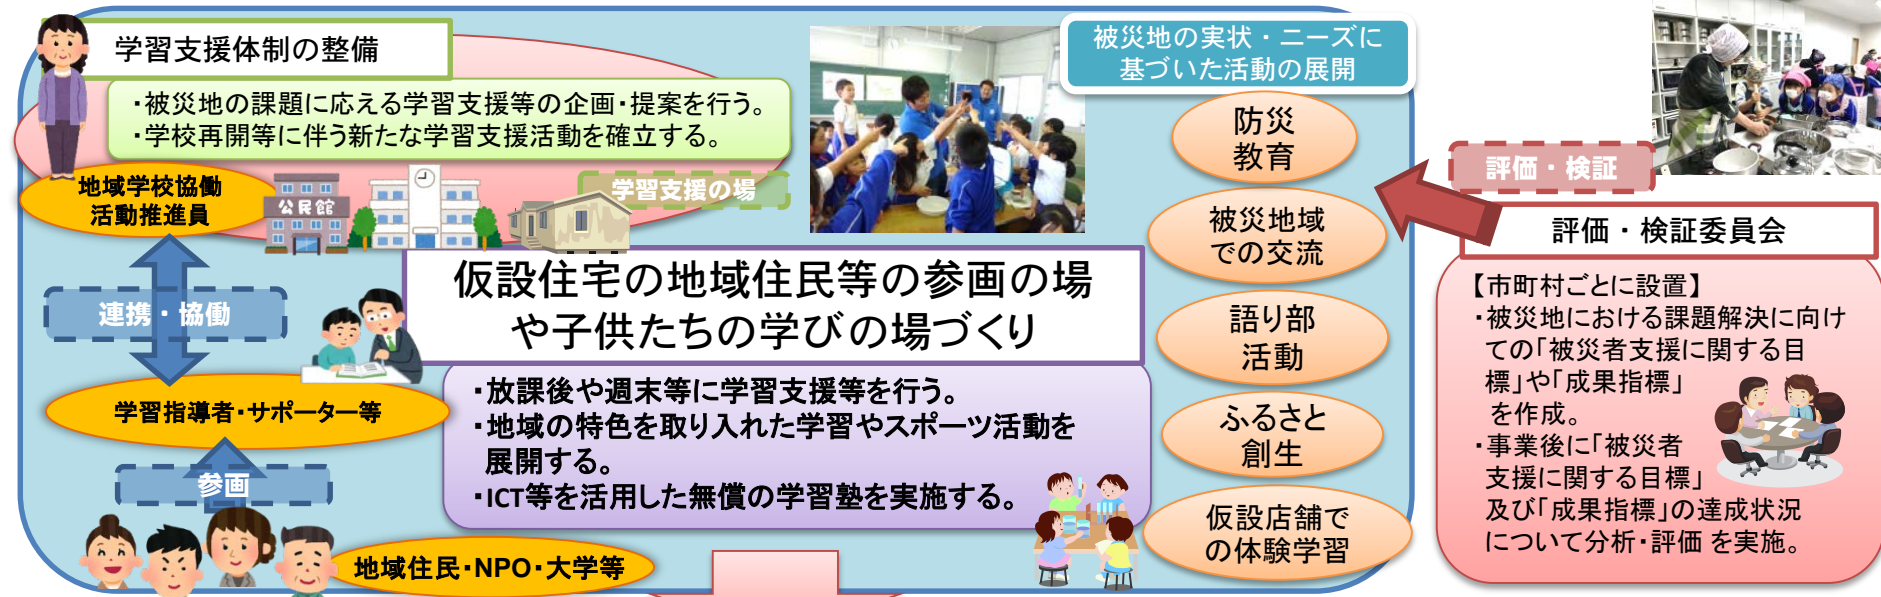 学習支援体制の整備
・被災地の課題に応える学習支援等の企画・提案を行う。
・学校再開等に伴う新たな学習支援活動を確立する。
地域学校協働
活動推進員
公民館
学習支援の場
連携・協働
学習指導者・サポーター等
参画
地域住民・NPO・大学等
仮設住宅の地域住民等の参画の場
や子供たちの学びの場づくり
・放課後や週末等に学習支援等を行う。
・地域の特色を取り入れた学習やスポーツ活動を
展開する。
・ICT等を活用した無償の学習塾を実施する。
被災地の実状・ニーズに
基づいた活動の展開
防災
教育
被災地域
での交流
語り部
活動
ふるさと
創生
仮設店舗で
の体験学習
評価・検証
評価・検証委員会
【市町村ごとに設置】
・被災地における課題解決に向け
ての「被災者支援に関する目
標」や「成果指標」
を作成。
・事業後に「被災者
支援に関する目標」
及び「成果指標」の達成状況
について分析・評価 を実施。